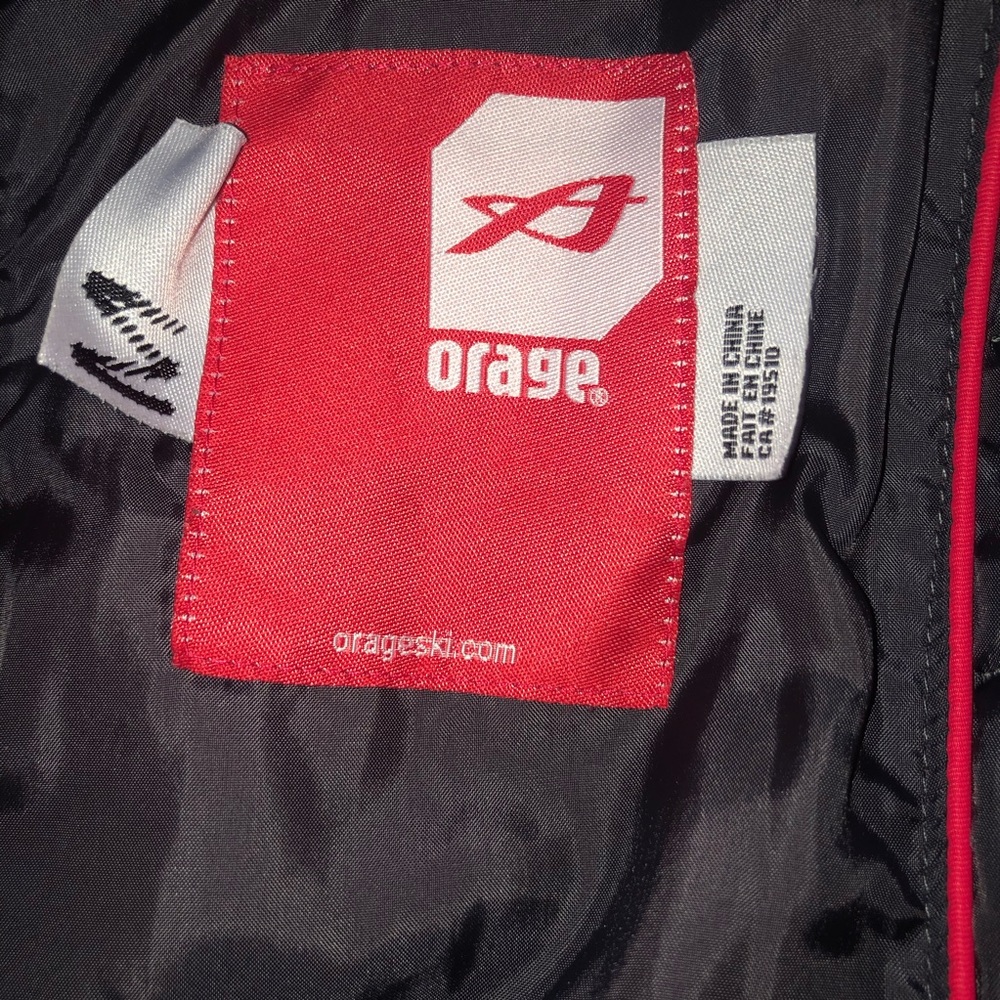 orage®
MADE IN CHINA
FAIT EN CHINE
CA#19510
orageski.com